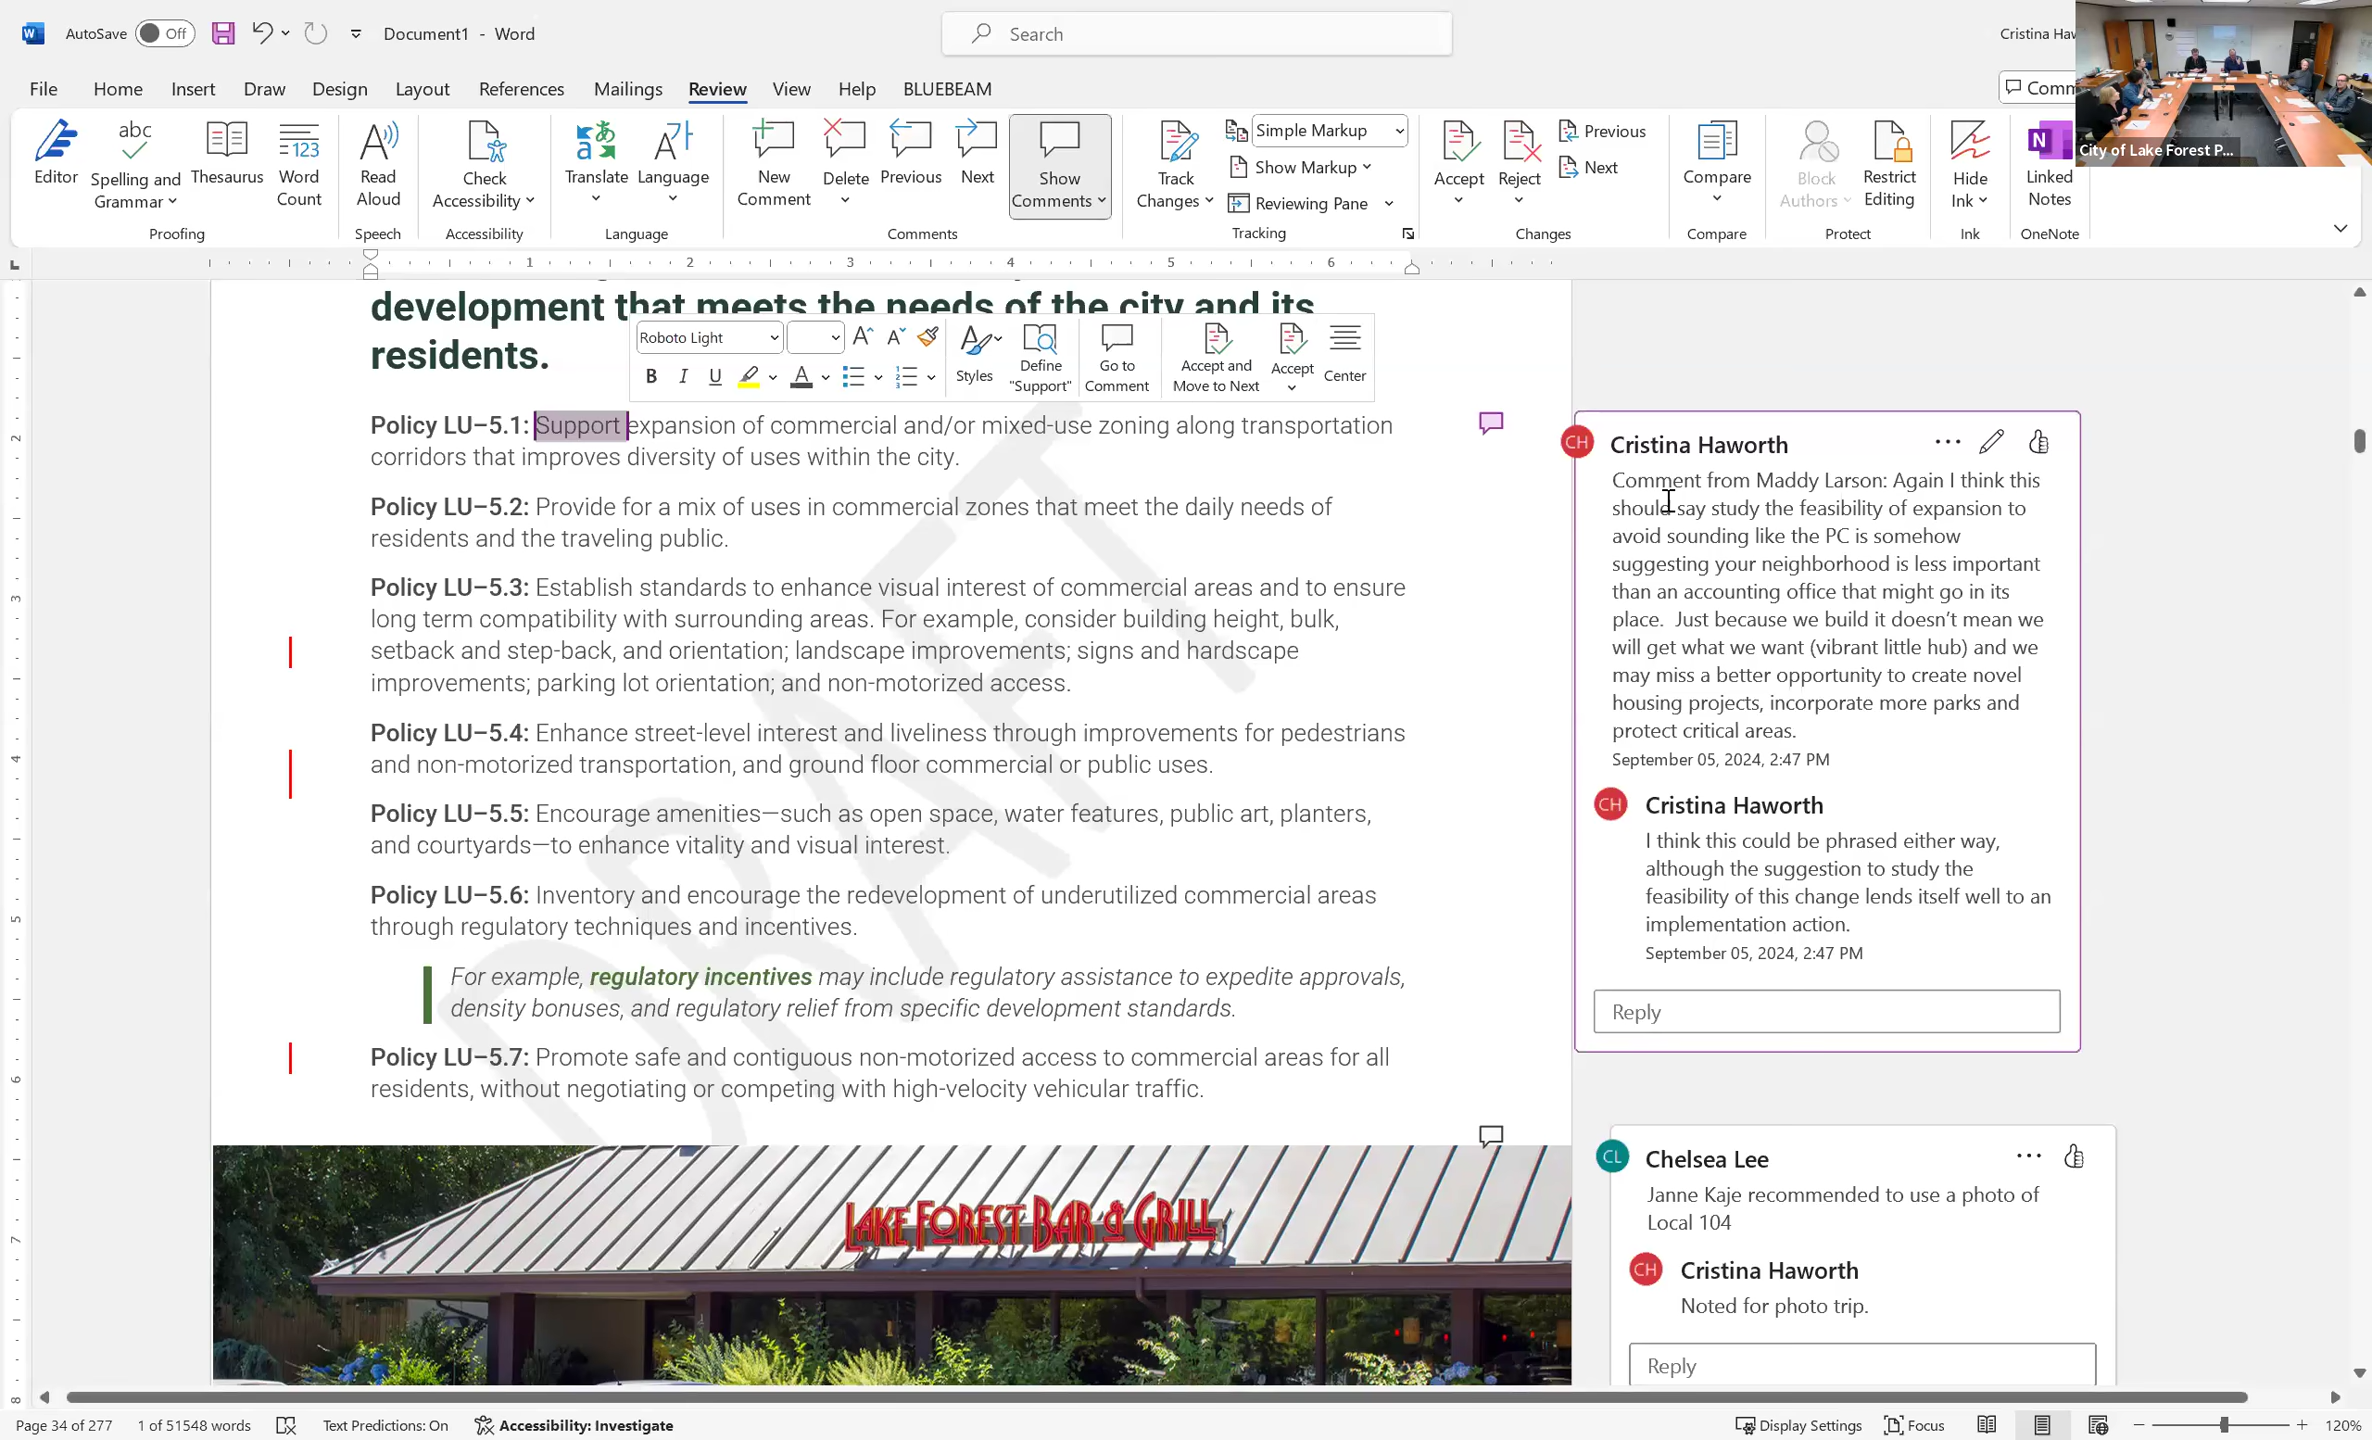 AutoSave Off Document1 - Word Search Cristina Haw
File Home Insert Draw Design Layout References Mailings Review View Help BLUEBEAM Comm
Editor Spelling and Grammar Thesaurus Word Count Read Aloud Check Accessibility Translate Language New Comment Delete Previous Next Show Comments Track Changes Simple Markup Show Markup Reviewing Pane Accept Reject Previous Next Compare Block Authors Restrict Editing Hide Ink Linked Notes
Proofing Speech Accessibility Language Comments Tracking Changes Compare Protect Ink OneNote
City of Lake Forest P...
1 2 3 4 5 6
development that meets the needs of the city and its
residents.
Roboto Light
B I U A Styles Define "Support" Go to Comment Accept and Move to Next Accept Center
Policy LU–5.1: Support expansion of commercial and/or mixed-use zoning along transportation
corridors that improves diversity of uses within the city.
Policy LU–5.2: Provide for a mix of uses in commercial zones that meet the daily needs of
residents and the traveling public.
Policy LU–5.3: Establish standards to enhance visual interest of commercial areas and to ensure
long term compatibility with surrounding areas. For example, consider building height, bulk,
setback and step-back, and orientation; landscape improvements; signs and hardscape
improvements; parking lot orientation; and non-motorized access.
Policy LU–5.4: Enhance street-level interest and liveliness through improvements for pedestrians
and non-motorized transportation, and ground floor commercial or public uses.
Policy LU–5.5: Encourage amenities—such as open space, water features, public art, planters,
and courtyards—to enhance vitality and visual interest.
Policy LU–5.6: Inventory and encourage the redevelopment of underutilized commercial areas
through regulatory techniques and incentives.
For example, regulatory incentives may include regulatory assistance to expedite approvals,
density bonuses, and regulatory relief from specific development standards.
Policy LU–5.7: Promote safe and contiguous non-motorized access to commercial areas for all
residents, without negotiating or competing with high-velocity vehicular traffic.
DRAFT
LAKE FOREST BAR & GRILL
CH Cristina Haworth
Comment from Maddy Larson: Again I think this
should say study the feasibility of expansion to
avoid sounding like the PC is somehow
suggesting your neighborhood is less important
than an accounting office that might go in its
place. Just because we build it doesn't mean we
will get what we want (vibrant little hub) and we
may miss a better opportunity to create novel
housing projects, incorporate more parks and
protect critical areas.
September 05, 2024, 2:47 PM
CH Cristina Haworth
I think this could be phrased either way,
although the suggestion to study the
feasibility of this change lends itself well to an
implementation action.
September 05, 2024, 2:47 PM
Reply
CL Chelsea Lee
Janne Kaje recommended to use a photo of
Local 104
CH Cristina Haworth
Noted for photo trip.
Reply
2 3 4 5 6 7 8
Page 34 of 277 1 of 51548 words Text Predictions: On Accessibility: Investigate Display Settings Focus 120%